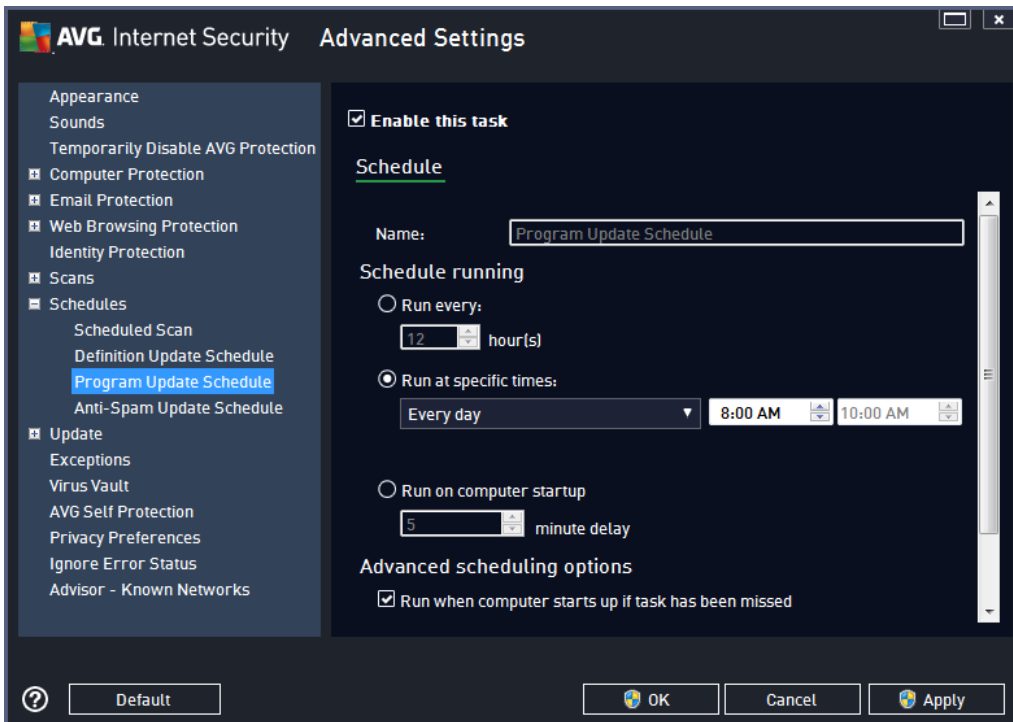 AVG. Internet Security Advanced Settings
Appearance
Sounds
Temporarily Disable AVG Protection
Computer Protection
Email Protection
Web Browsing Protection
Identity Protection
Scans
Schedules
Scheduled Scan
Definition Update Schedule
Program Update Schedule
Anti-Spam Update Schedule
Update
Exceptions
Virus Vault
AVG Self Protection
Privacy Preferences
Ignore Error Status
Advisor - Known Networks
Enable this task
Schedule
Name: Program Update Schedule
Schedule running
Run every:
12 hour(s)
Run at specific times:
Every day 8:00 AM 10:00 AM
Run on computer startup
5 minute delay
Advanced scheduling options
Run when computer starts up if task has been missed
? Default OK Cancel Apply